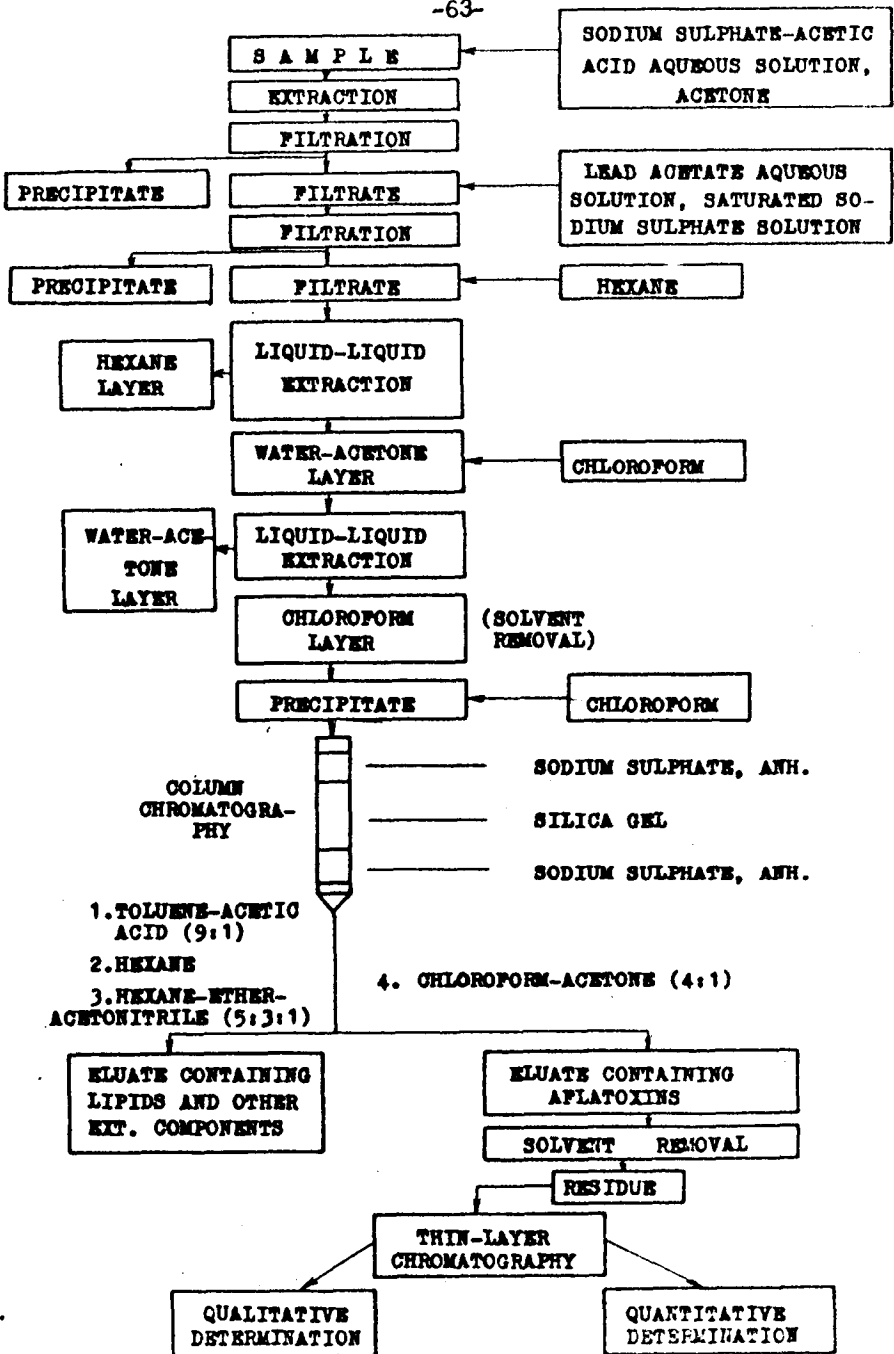 -63-
S A M P L E
SODIUM SULPHATE-ACETIC
ACID AQUEOUS SOLUTION,
ACETONE
EXTRACTION
FILTRATION
PRECIPITATE
FILTRATE
LEAD ACETATE AQUEOUS
SOLUTION, SATURATED SO-
DIUM SULPHATE SOLUTION
FILTRATION
PRECIPITATE
FILTRATE
HEXANE
HEXANE
LAYER
LIQUID-LIQUID
EXTRACTION
WATER-ACETONE
LAYER
CHLOROFORM
WATER-ACE-
TONE
LAYER
LIQUID-LIQUID
EXTRACTION
CHLOROFORM
LAYER
(SOLVENT
REMOVAL)
PRECIPITATE
CHLOROFORM
COLUMN
CHROMATOGRA-
PHY
SODIUM SULPHATE, ANH.
SILICA GEL
SODIUM SULPHATE, ANH.
1.TOLUENE-ACETIC
ACID (9:1)
2.HEXANE
3.HEXANE-ETHER-
ACETONITRILE (5:3:1)
4. CHLOROFORM-ACETONE (4:1)
ELUATE CONTAINING
LIPIDS AND OTHER
EXT. COMPONENTS
ELUATE CONTAINING
AFLATOXINS
SOLVENT REMOVAL
RESIDUE
THIN-LAYER
CHROMATOGRAPHY
QUALITATIVE
DETERMINATION
QUANTITATIVE
DETERMINATION